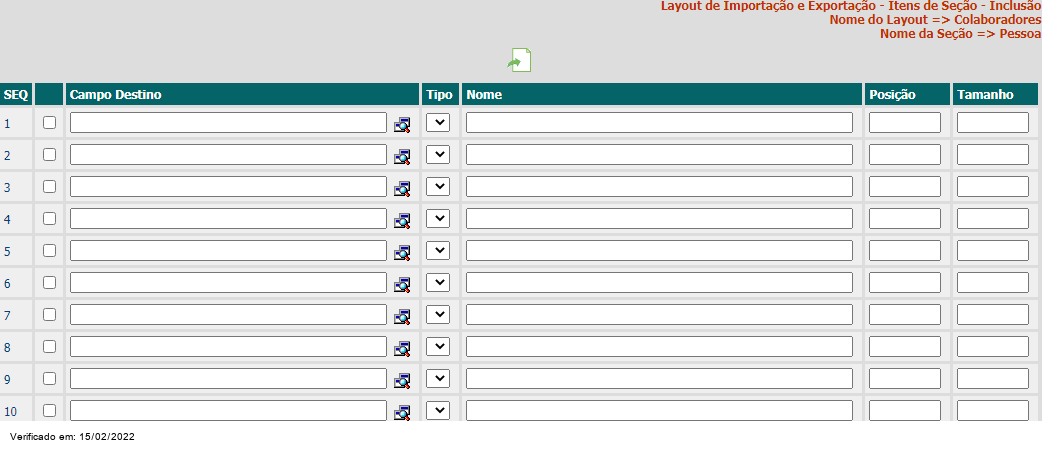 Layout de Importação e Exportação - Itens de Seção - Inclusão
Nome do Layout => Colaboradores
Nome da Seção => Pessoa
SEQ Campo Destino Tipo Nome Posição Tamanho
1
2
3
4
5
6
7
8
9
10
Verificado em: 15/02/2022